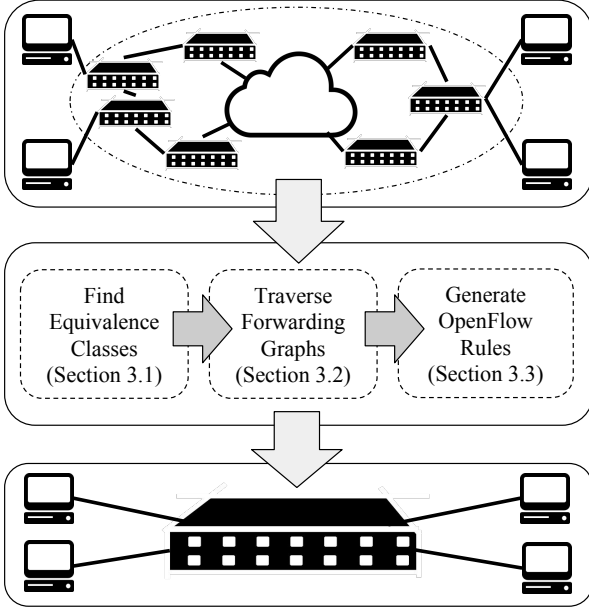 Find
Equivalence
Classes
(Section 3.1)
Traverse
Forwarding
Graphs
(Section 3.2)
Generate
OpenFlow
Rules
(Section 3.3)